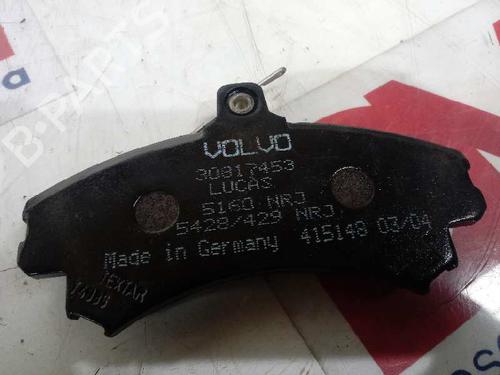 VOLVO
30817453
LUCAS
5160 NRJ
5428/429 NRJ
Made in Germany 415148 03/04
TEXTAR
B-PARTS